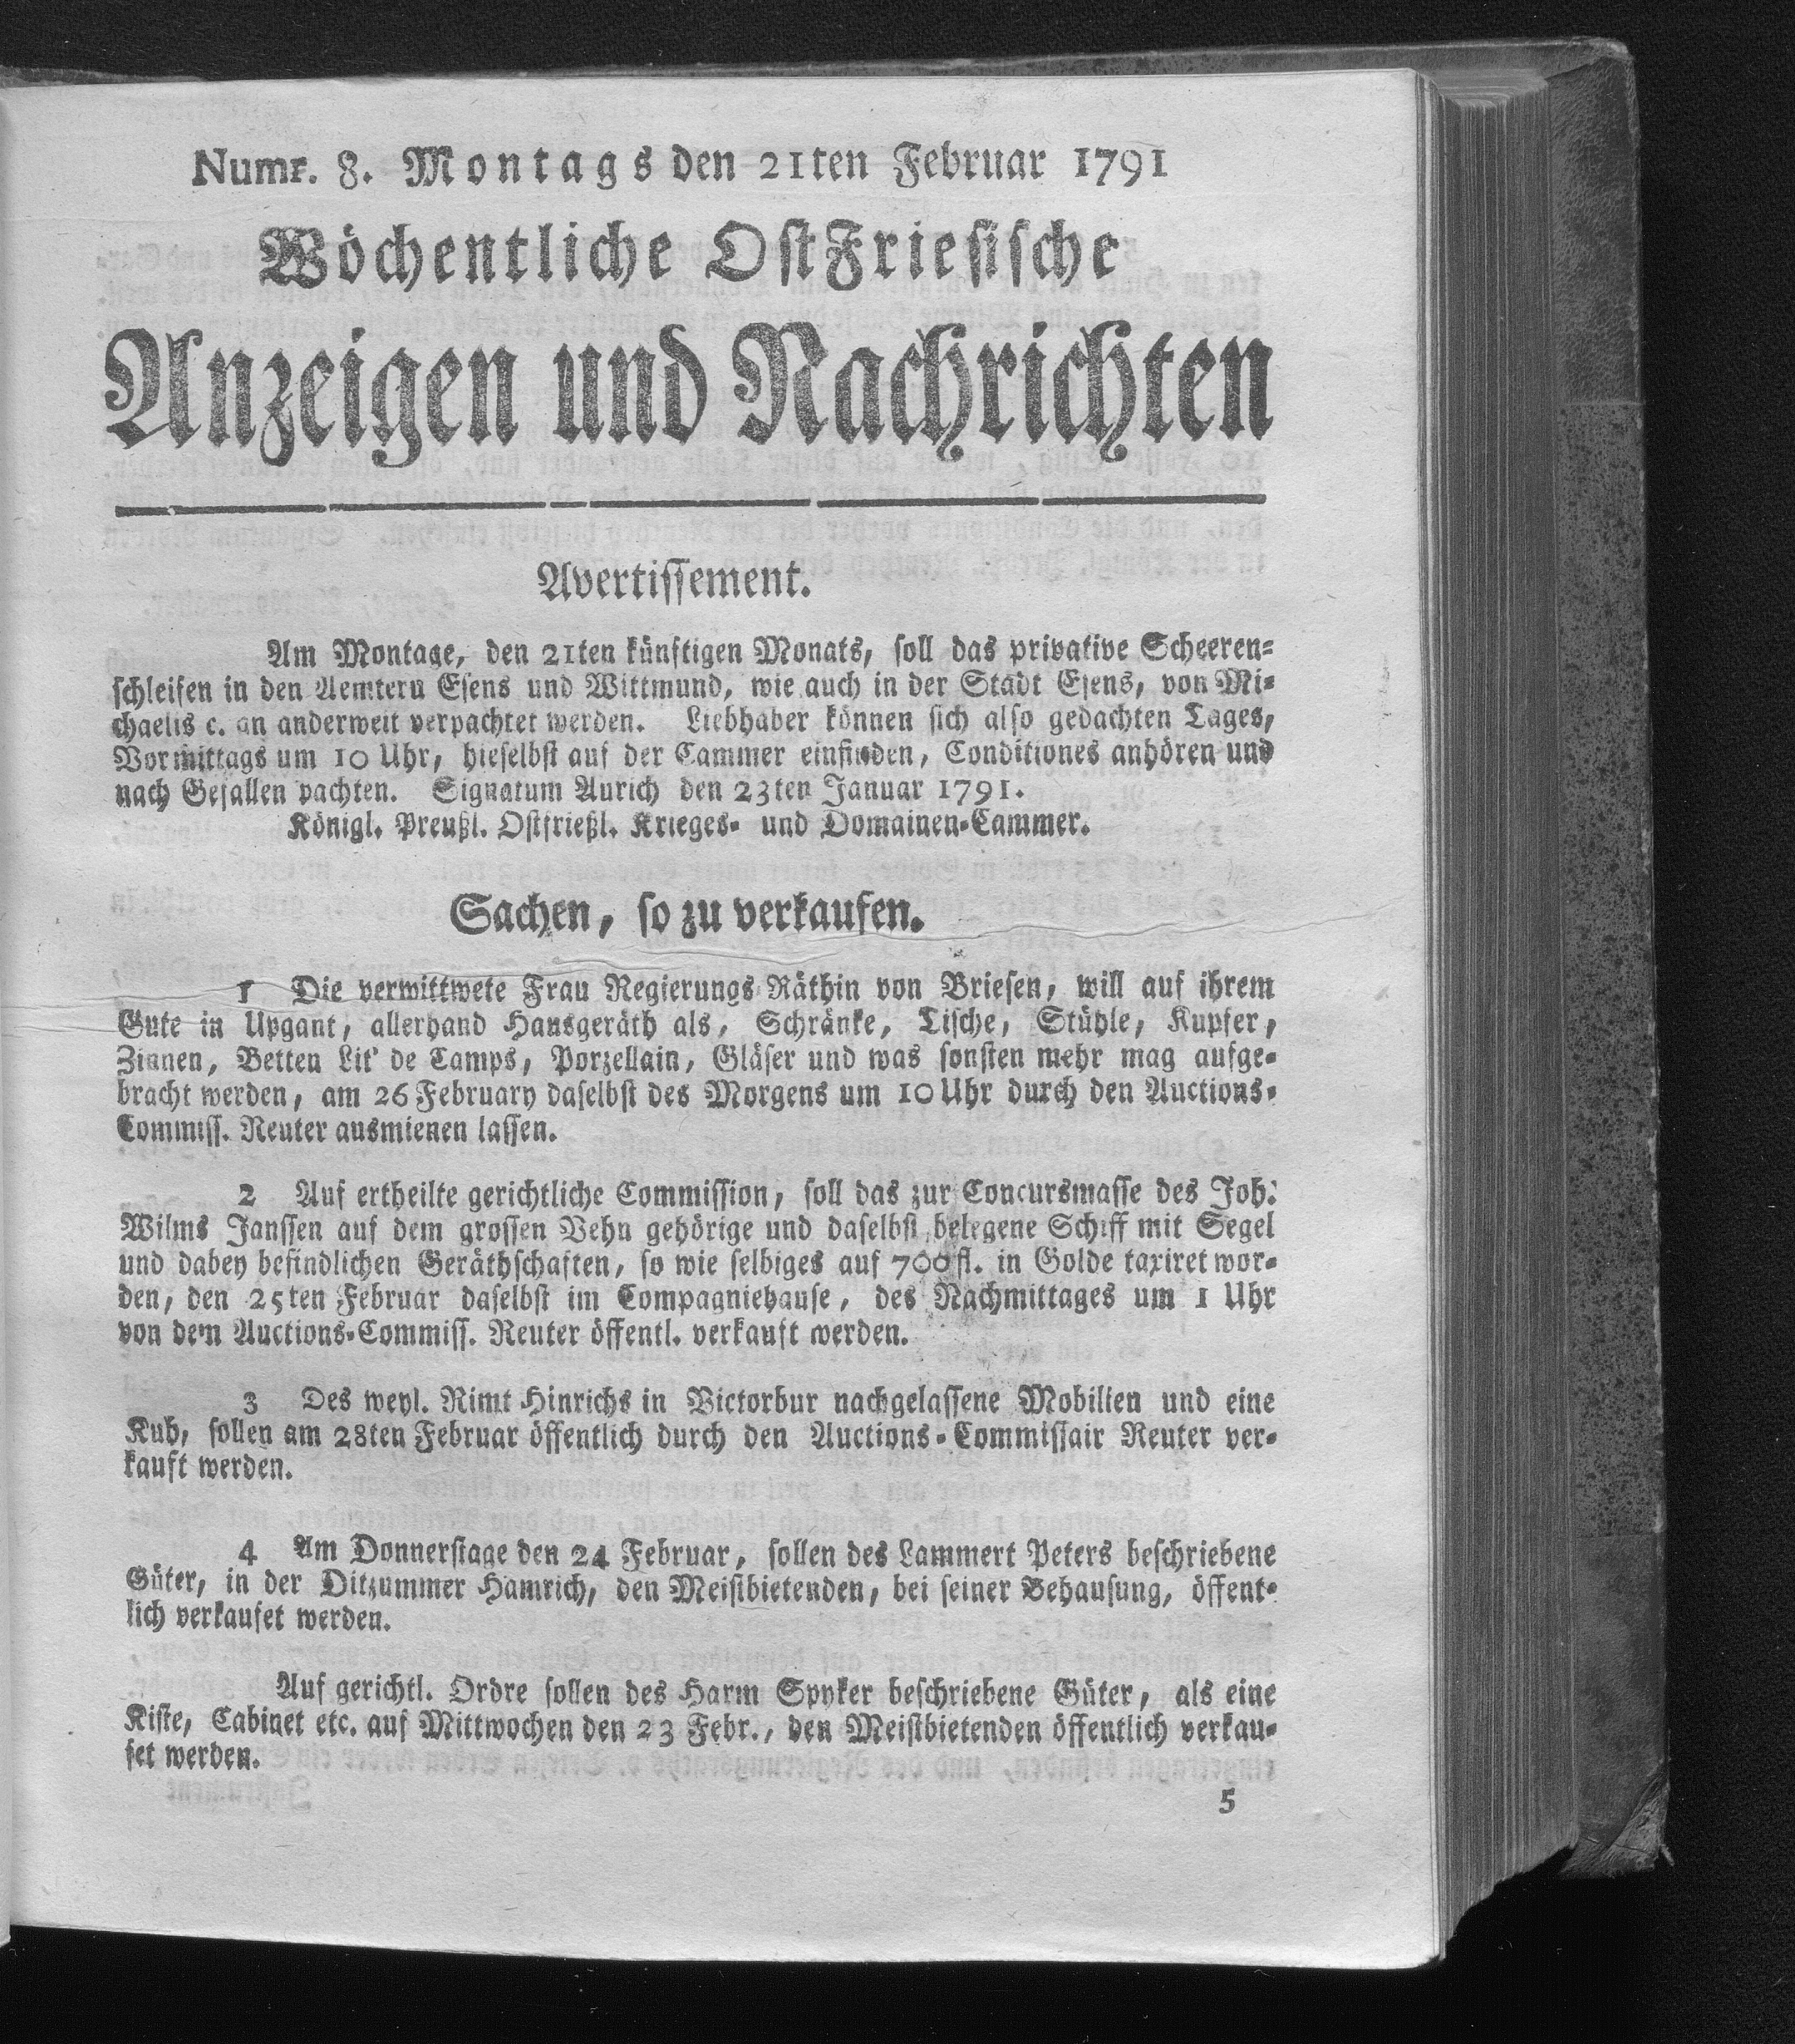 Numr. 8. Montags den 21ten Februar 1791
Wöchentliche OstFriesische
Anzeigen und Nachrichten
Avertissement.
Am Montage, den 21ten künftigen Monats, soll das privative Scheeren-
schleifen in den Aemtern Esens und Wittmund, wie auch in der Stadt Esens, von Mi-
chaelis c. an anderweit verpachtet werden. Liebhaber können sich also gedachten Tages,
Vormittags um 10 Uhr, hieselbst auf der Cammer einfinden, Conditiones anhören und
nach Gefallen pachten. Signatum Aurich den 23ten Januar 1791.
Königl. Preußl. Ostfrießl. Krieges- und Domainen-Cammer.
Sachen, so zu verkaufen.
1 Die verwittwete Frau Regierungs Räthin von Briesen, will auf ihrem
Gute in Upgant, allerhand Hausgeräth als, Schränke, Tische, Stühle, Kupfer,
Zinnen, Betten Lit' de Camps, Porzellain, Gläser und was sonsten mehr mag aufge-
bracht werden, am 26 February daselbst des Morgens um 10 Uhr durch den Auctions-
Commiss. Reuter ausmienen lassen.
2 Auf ertheilte gerichtliche Commission, soll das zur Concursmasse des Joh.
Wilms Janssen auf dem grossen Vehn gehörige und daselbst belegene Schiff mit Segel
und dabey befindlichen Geräthschaften, so wie selbiges auf 700 fl. in Golde taxiret wor-
den, den 25ten Februar daselbst im Compagniehause, des Nachmittages um 1 Uhr
von dem Auctions-Commiss. Reuter öffentl. verkauft werden.
3 Des weyl. Rimt Hinrichs in Victorbur nachgelassene Mobilien und eine
Kuh, sollen am 28ten Februar öffentlich durch den Auctions-Commissair Reuter ver-
kauft werden.
4 Am Donnerstage den 24 Februar, sollen des Lammert Peters beschriebene
Güter, in der Ditzummer Hamrich, den Meistbietenden, bei seiner Behausung, öffent-
lich verkaufet werden.
Auf gerichtl. Ordre sollen des Harm Spyker beschriebene Güter, als eine
Kiste, Cabinet etc. auf Mittwochen den 23 Febr., den Meistbietenden öffentlich verkau-
fet werden.
5